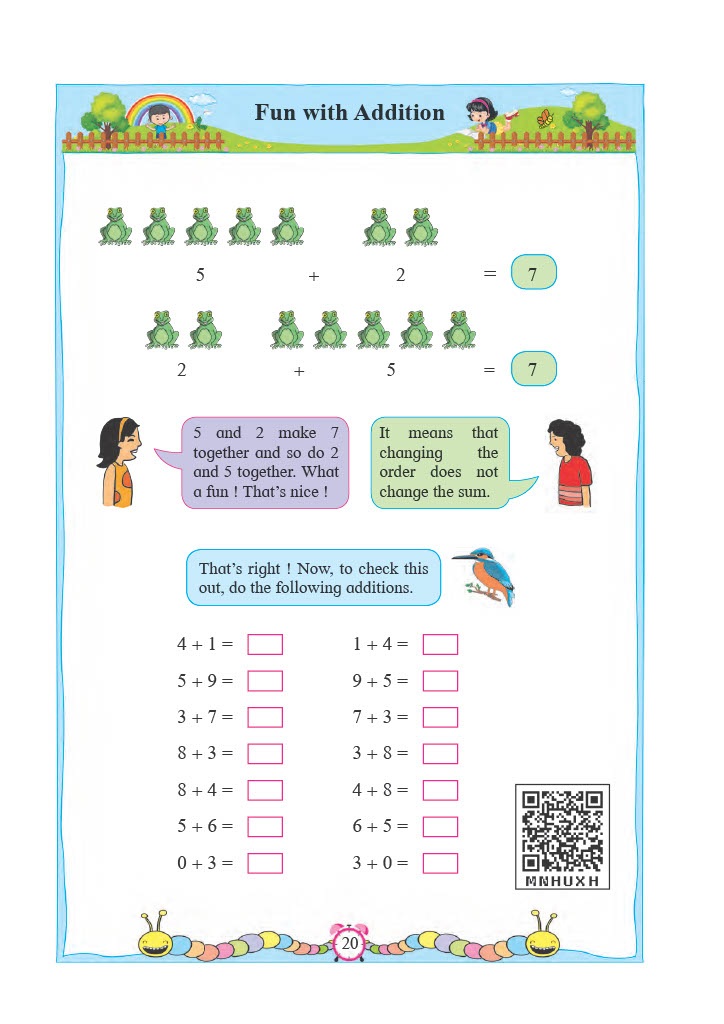 Fun with Addition
5 + 2 = 7
2 + 5 = 7
5 and 2 make 7
together and so do 2
and 5 together. What
a fun ! That's nice !
It means that
changing the
order does not
change the sum.
That's right ! Now, to check this
out, do the following additions.
4 + 1 = 1 + 4 =
5 + 9 = 9 + 5 =
3 + 7 = 7 + 3 =
8 + 3 = 3 + 8 =
8 + 4 = 4 + 8 =
5 + 6 = 6 + 5 =
0 + 3 = 3 + 0 =
MNHUXH
20